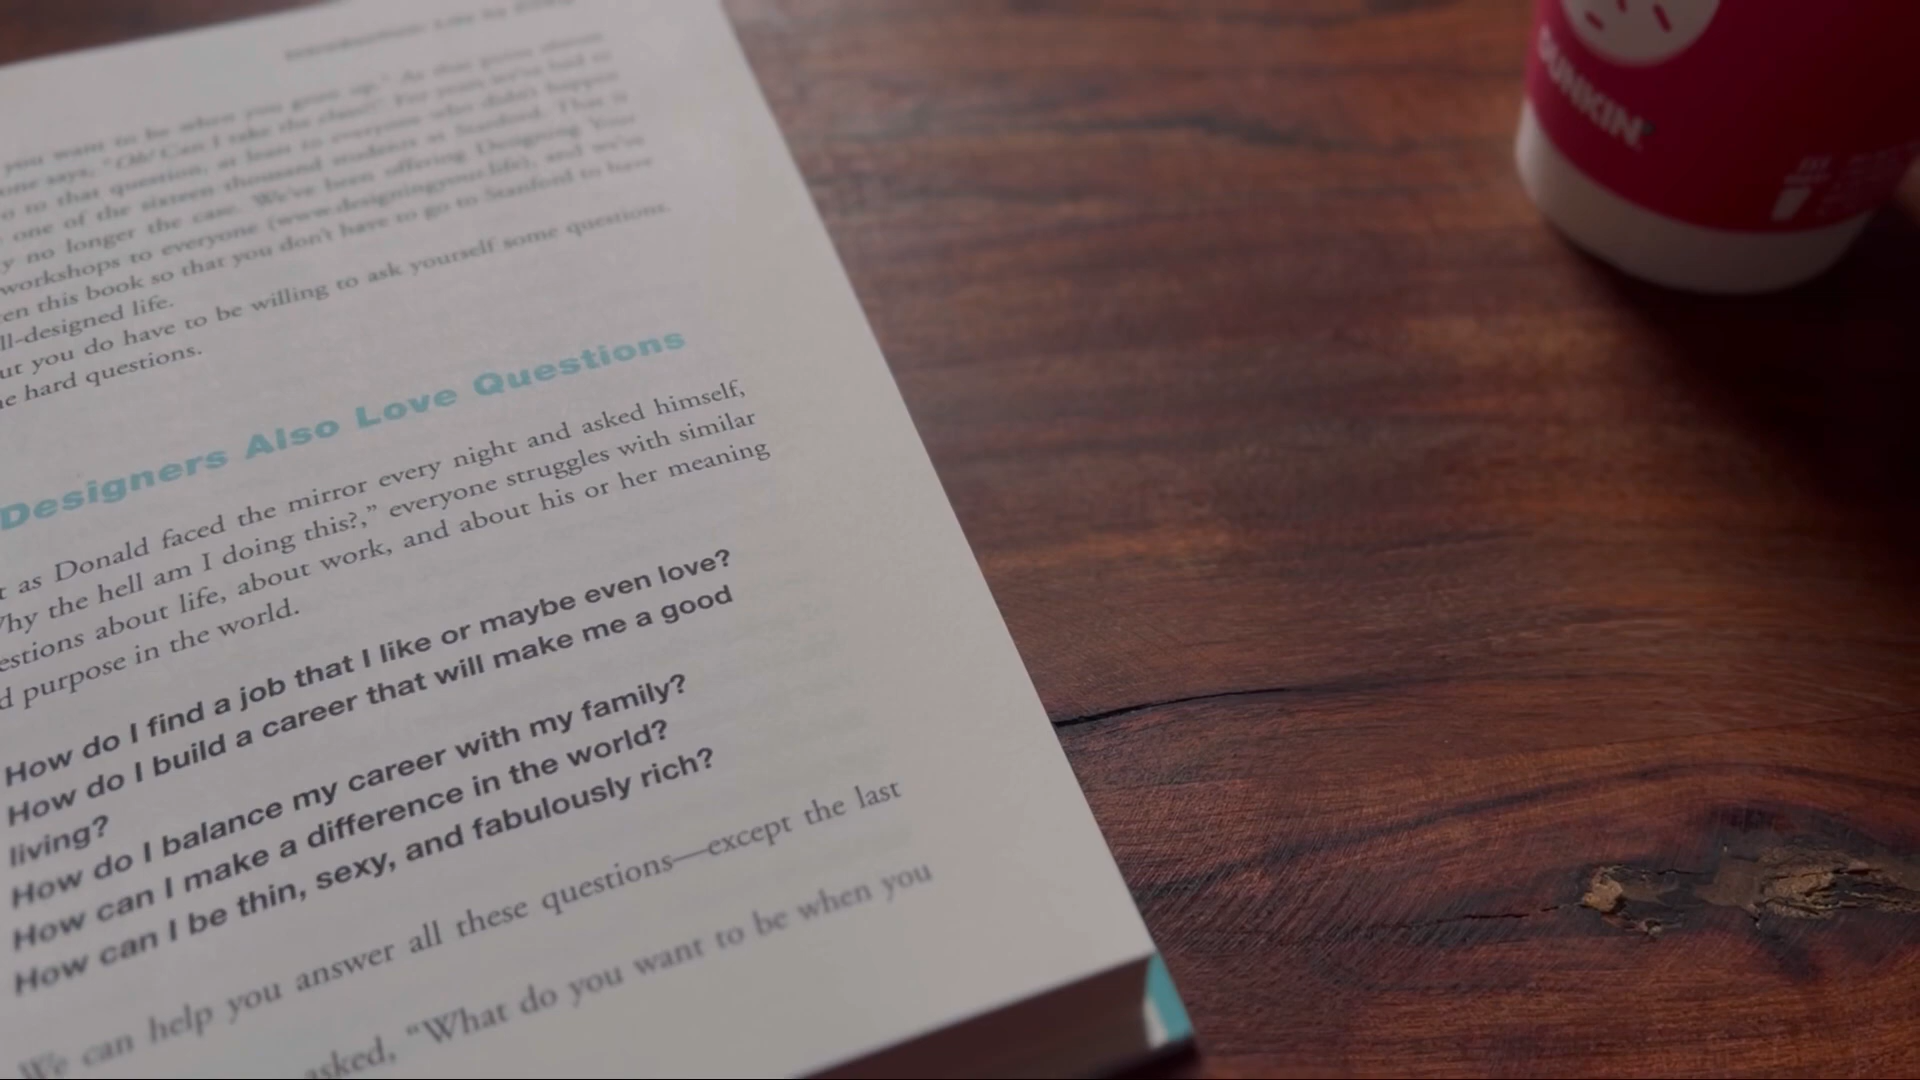 you want to be when you grow up." As that poem
one says, "Oh! Can I take the class?" For years we've had to
o to that question, at least to everyone who didn't happen
one of the sixteen thousand students at Stanford. That is
y no longer the case. We've been offering Designing Your
workshops to everyone (www.designingyour.life), and we've
en this book so that you don't have to go to Stanford to have
ll-designed life.
ut you do have to be willing to ask yourself some questions.
e hard questions.
Designers Also Love Questions
t as Donald faced the mirror every night and asked himself,
Why the hell am I doing this?," everyone struggles with similar
estions about life, about work, and about his or her meaning
d purpose in the world.
How do I find a job that I like or maybe even love?
How do I build a career that will make me a good
living?
How do I balance my career with my family?
How can I make a difference in the world?
How can I be thin, sexy, and fabulously rich?
We can help you answer all these questions—except the last
asked, "What do you want to be when you
DUNKIN'